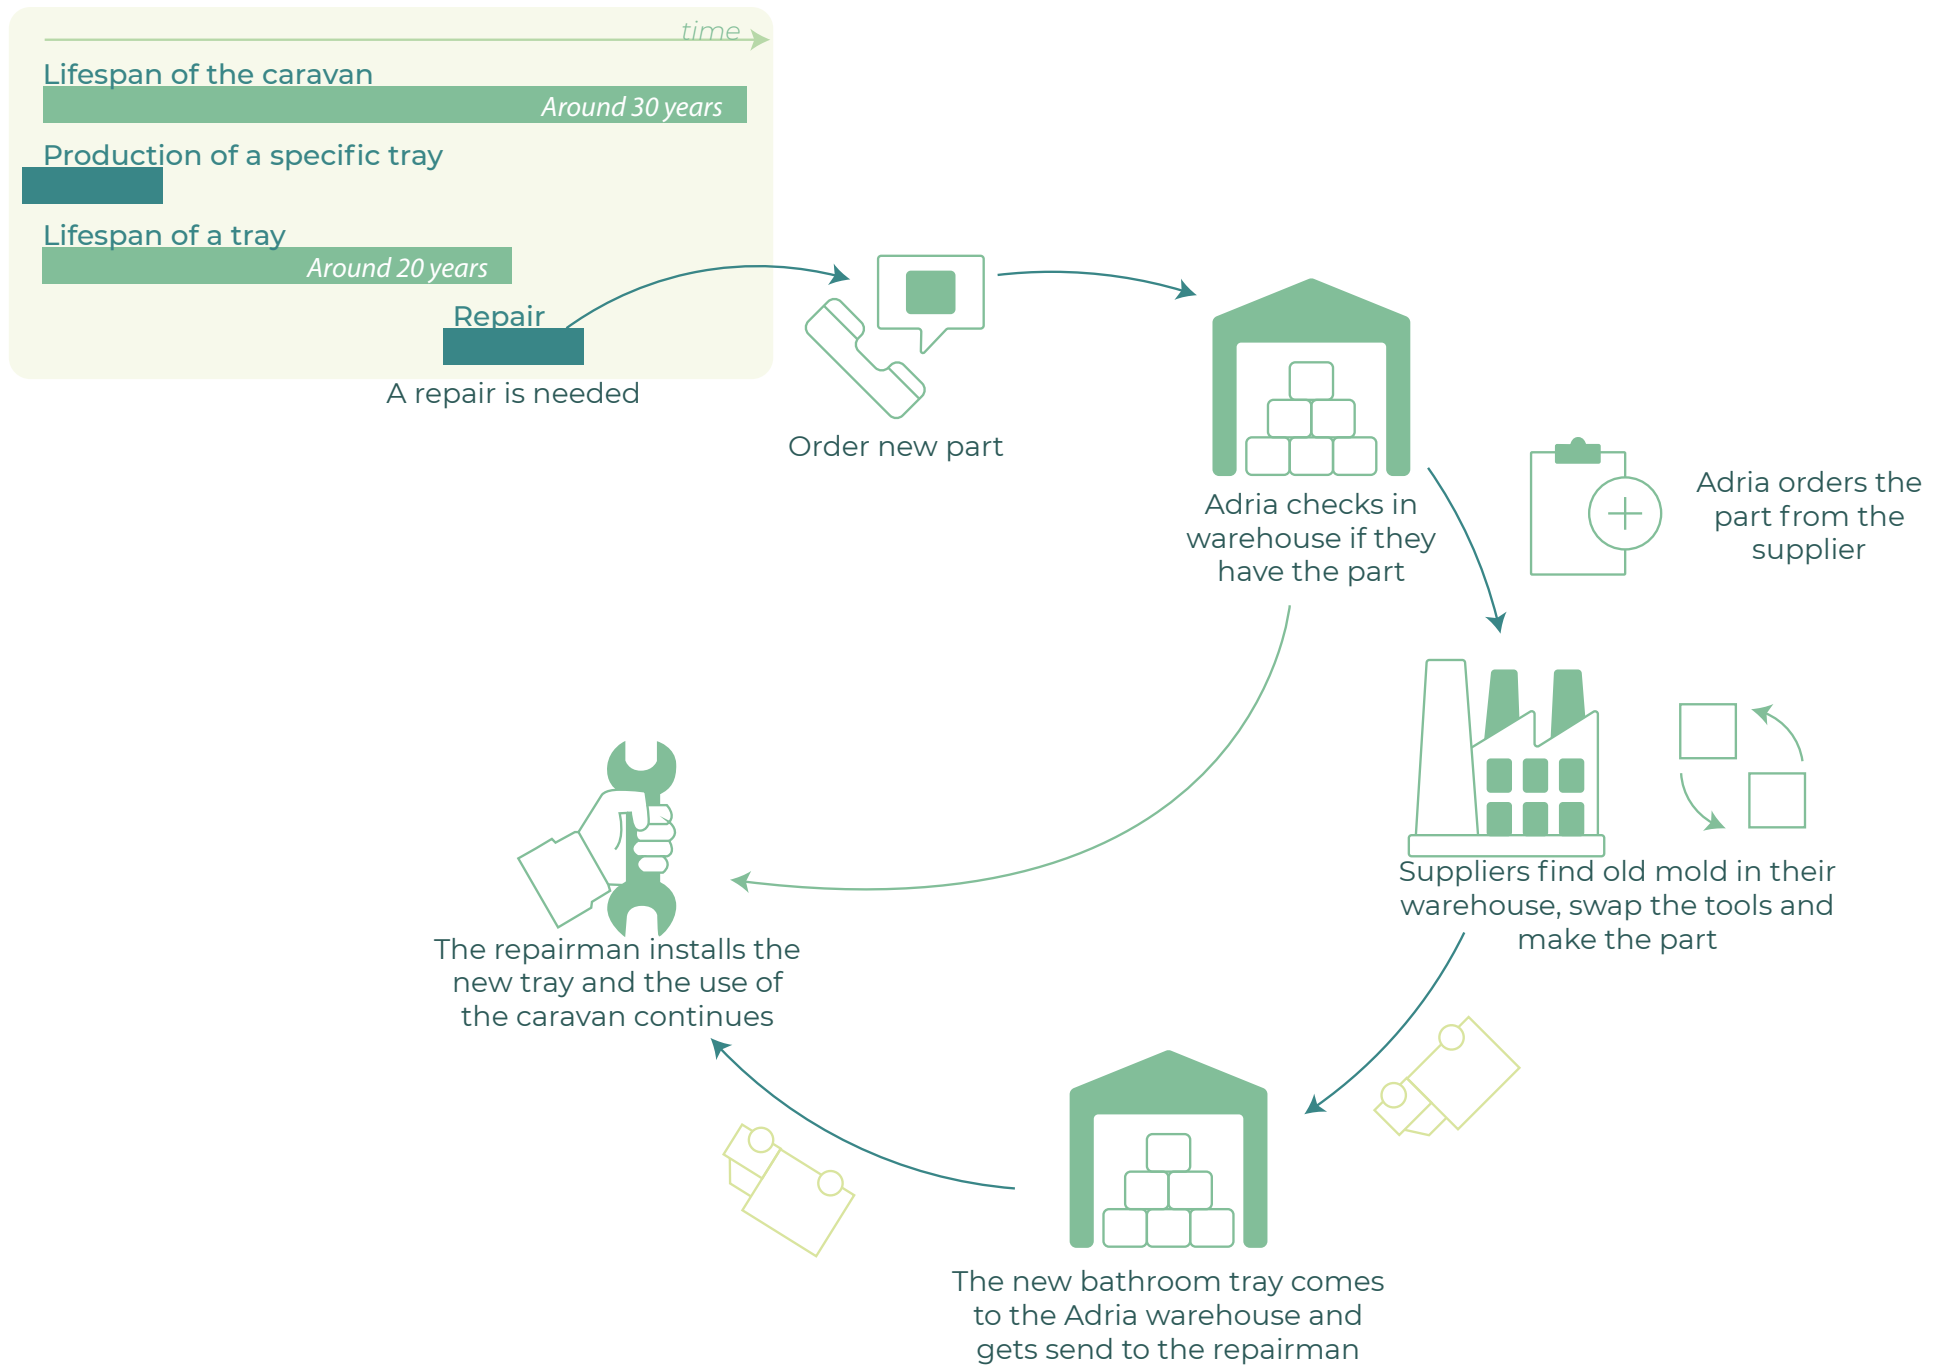 time
Lifespan of the caravan
Around 30 years
Production of a specific tray
Lifespan of a tray
Around 20 years
Repair
A repair is needed
Order new part
Adria checks in
warehouse if they
have the part
Adria orders the
part from the
supplier
Suppliers find old mold in their
warehouse, swap the tools and
make the part
The new bathroom tray comes
to the Adria warehouse and
gets send to the repairman
The repairman installs the
new tray and the use of
the caravan continues